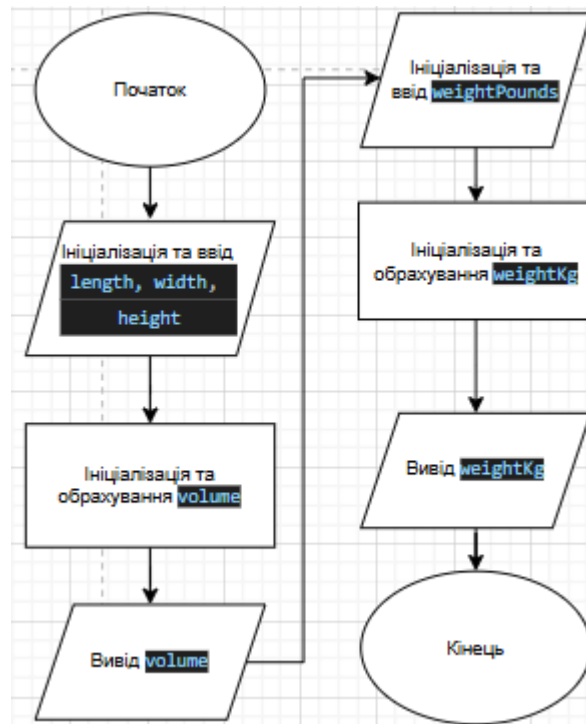 Початок
Ініціалізація та ввід
length, width,
height
Ініціалізація та
обрахування volume
Вивід volume
Ініціалізація та
ввід weightPounds
Ініціалізація та
обрахування weightKg
Вивід weightKg
Кінець